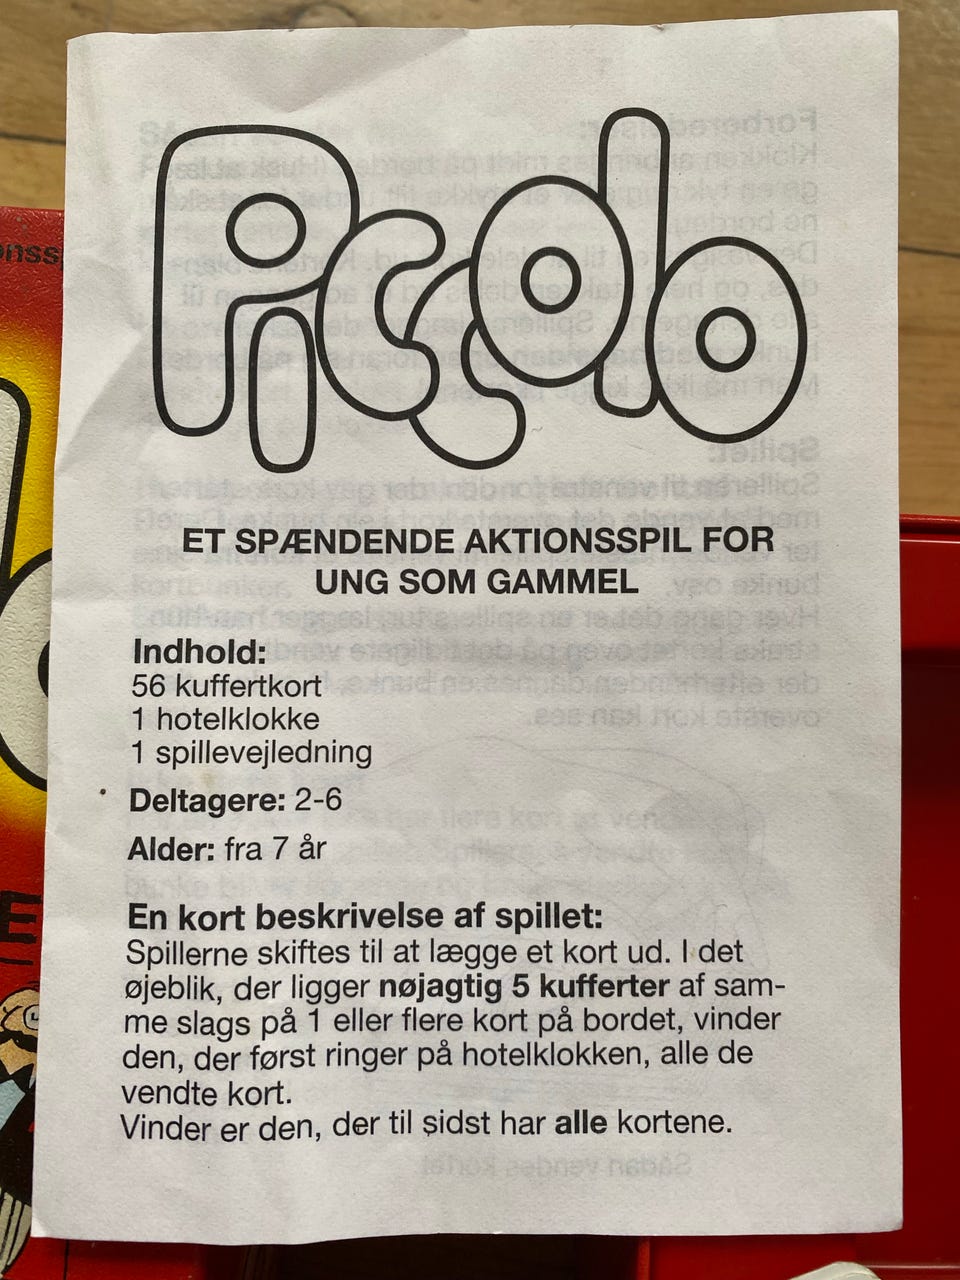 Piccolo
ET SPÆNDENDE AKTIONSSPIL FOR
UNG SOM GAMMEL
Indhold:
56 kuffertkort
1 hotelklokke
1 spillevejledning
Deltagere: 2-6
Alder: fra 7 år
En kort beskrivelse af spillet:
Spillerne skiftes til at lægge et kort ud. I det
øjeblik, der ligger nøjagtig 5 kufferter af sam-
me slags på 1 eller flere kort på bordet, vinder
den, der først ringer på hotelklokken, alle de
vendte kort.
Vinder er den, der til sidst har alle kortene.